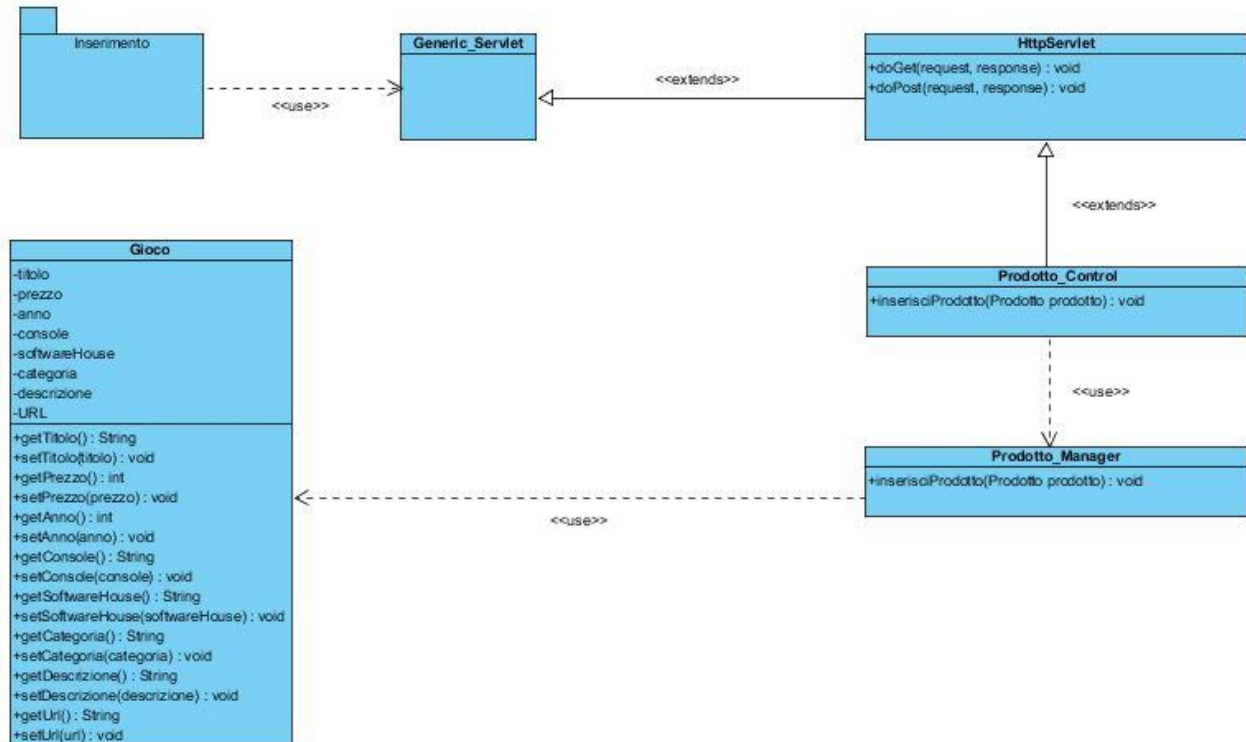 Inserimento
<<use>>
Generic_Servlet
<<extends>>
HttpServlet
+doGet(request, response) : void
+doPost(request, response) : void
<<extends>>
Prodotto_Control
+inserisciProdotto(Prodotto prodotto) : void
<<use>>
Prodotto_Manager
+inserisciProdotto(Prodotto prodotto) : void
<<use>>
Gioco
-titolo
-prezzo
-anno
-console
-softwareHouse
-categoria
-descrizione
-URL
+getTitolo() : String
+setTitolo(titolo) : void
+getPrezzo() : int
+setPrezzo(prezzo) : void
+getAnno() : int
+setAnno(anno) : void
+getConsole() : String
+setConsole(console) : void
+getSoftwareHouse() : String
+setSoftwareHouse(softwareHouse) : void
+getCategoria() : String
+setCategoria(categoria) : void
+getDescrizione() : String
+setDescrizione(descrizione) : void
+getUrl() : String
+setUrl(url) : void